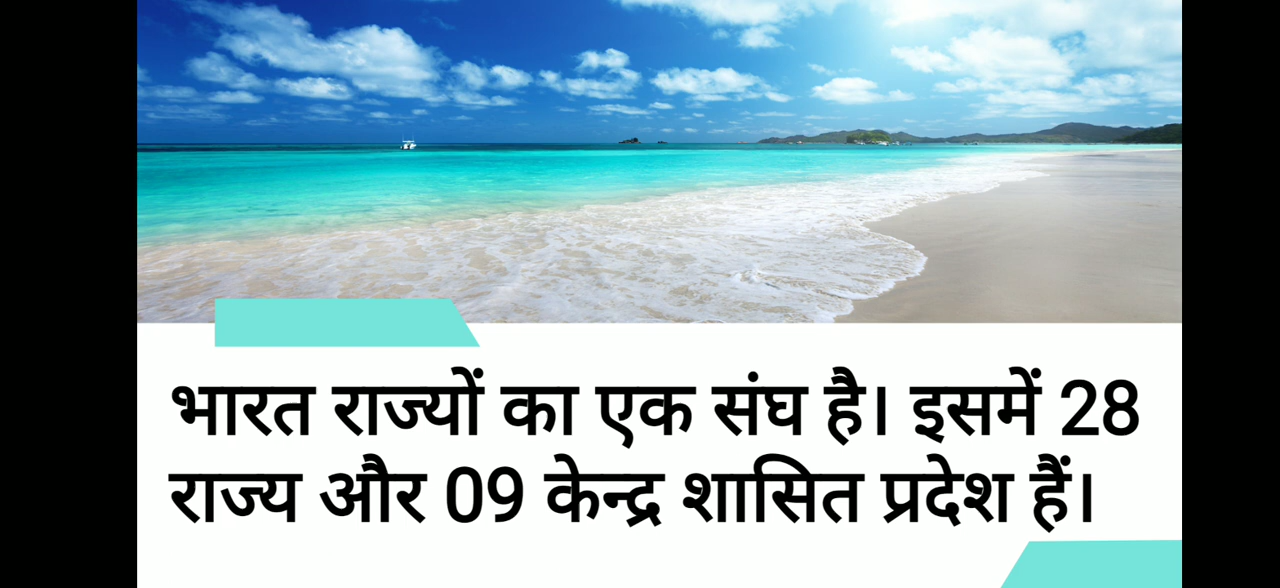 भारत राज्यों का एक संघ है। इसमें 28
राज्य और 09 केन्द्र शासित प्रदेश हैं।